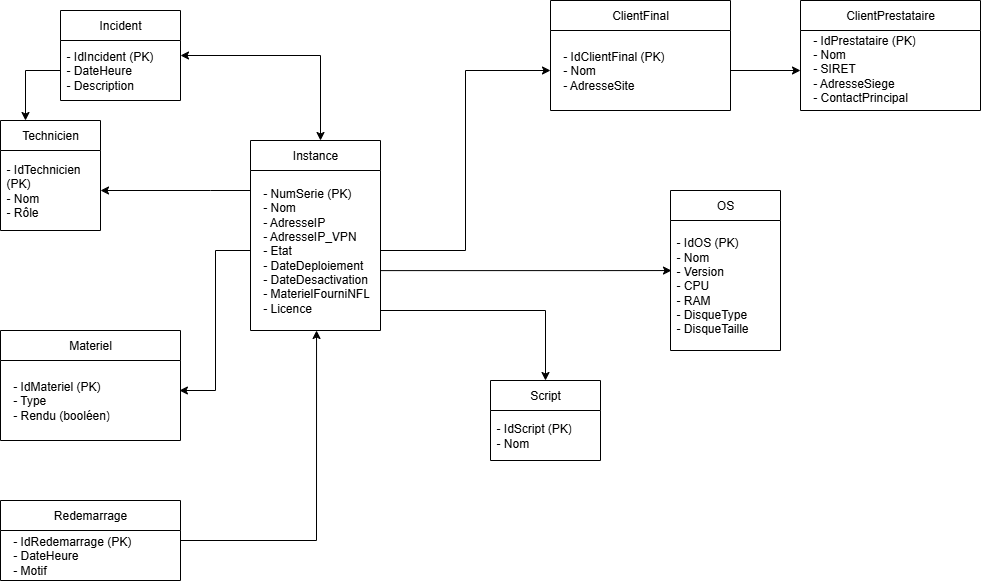 Incident
- IdIncident (PK)
- DateHeure
- Description
Technicien
- IdTechnicien
(PK)
- Nom
- Rôle
Instance
- NumSerie (PK)
- Nom
- AdresseIP
- AdresseIP_VPN
- Etat
- DateDeploiement
- DateDesactivation
- MaterielFourniNFL
- Licence
ClientFinal
- IdClientFinal (PK)
- Nom
- AdresseSite
ClientPrestataire
- IdPrestataire (PK)
- Nom
- SIRET
- AdresseSiege
- ContactPrincipal
OS
- IdOS (PK)
- Nom
- Version
- CPU
- RAM
- DisqueType
- DisqueTaille
Materiel
- IdMateriel (PK)
- Type
- Rendu (booléen)
Script
- IdScript (PK)
- Nom
Redemarrage
- IdRedemarrage (PK)
- DateHeure
- Motif